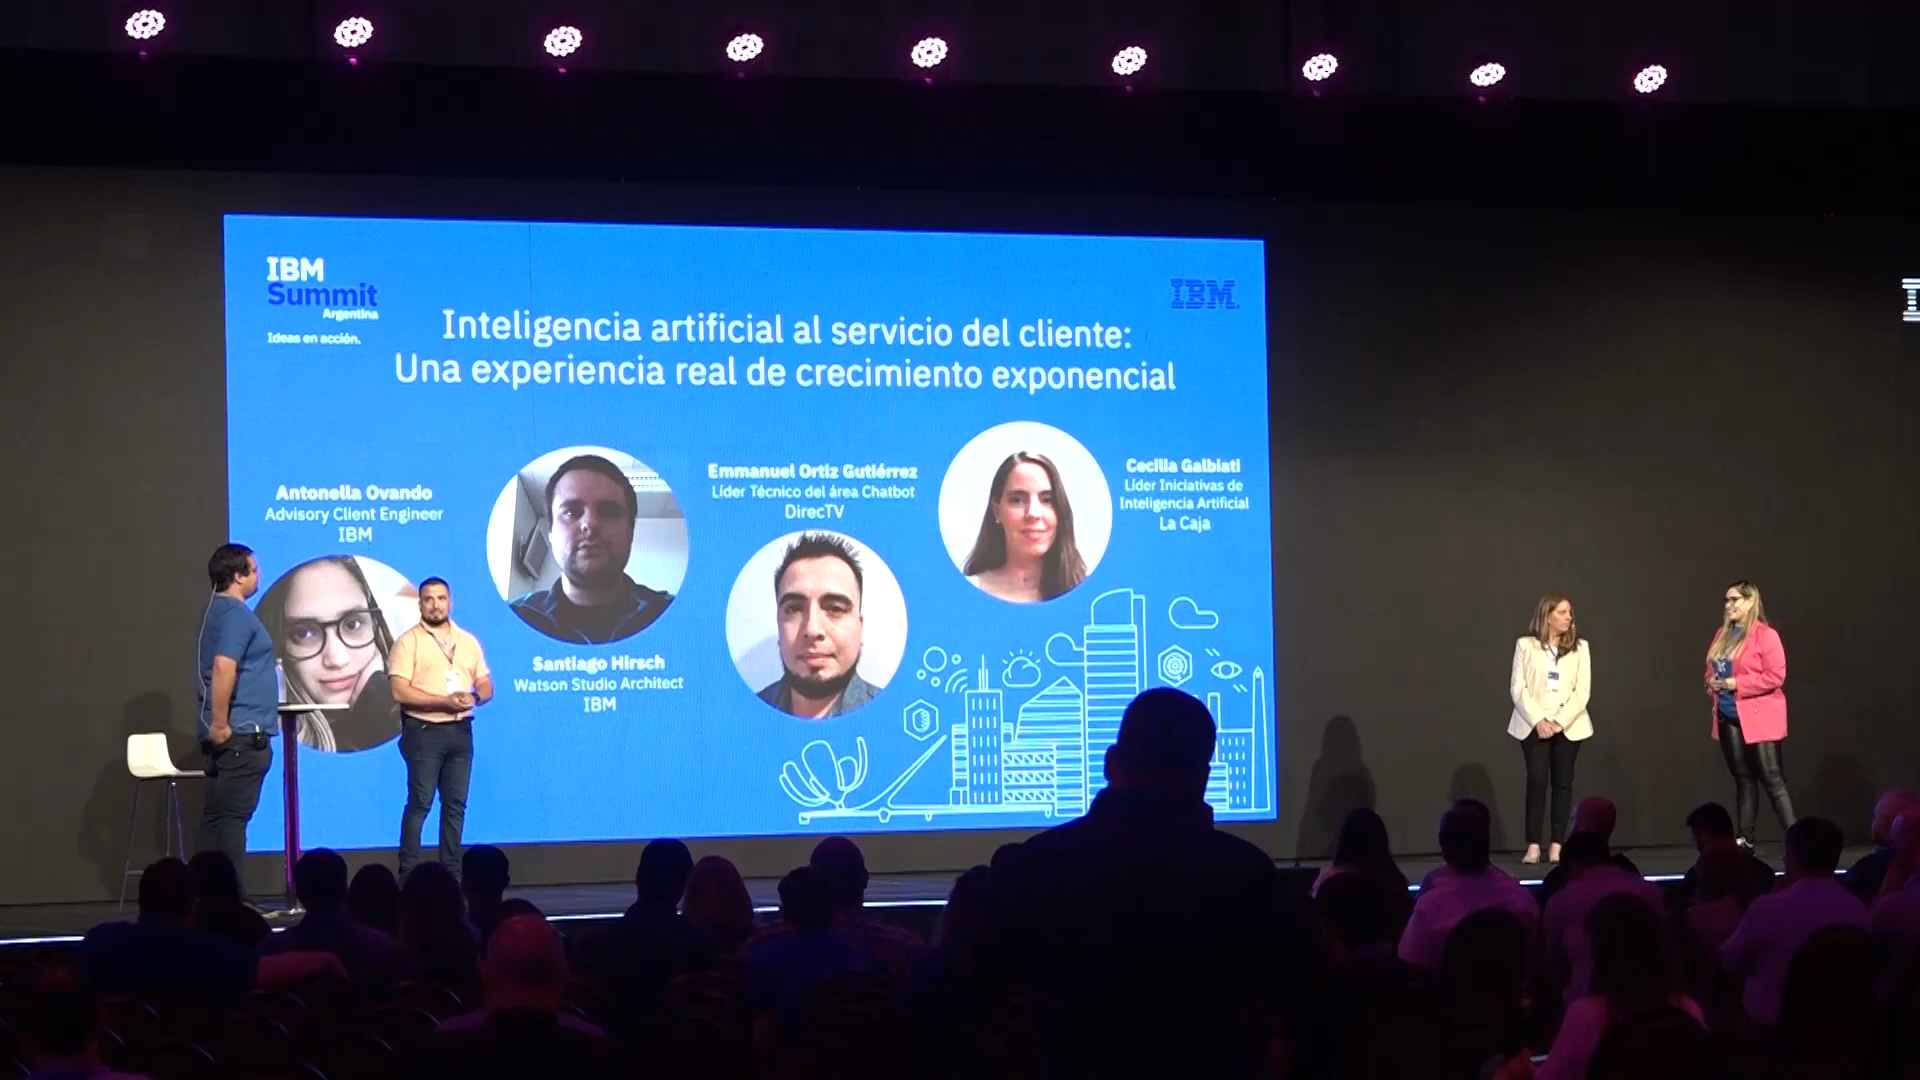 IBM
Summit
Argentina
Ideas en acción.
IBM
Inteligencia artificial al servicio del cliente:
Una experiencia real de crecimiento exponencial
Antonella Ovando
Advisory Client Engineer
IBM
Santiago Hirsch
Watson Studio Architect
IBM
Emmanuel Ortiz Gutiérrez
Líder Técnico del área Chatbot
DirecTV
Cecilia Galbiati
Líder Iniciativas de
Inteligencia Artificial
La Caja